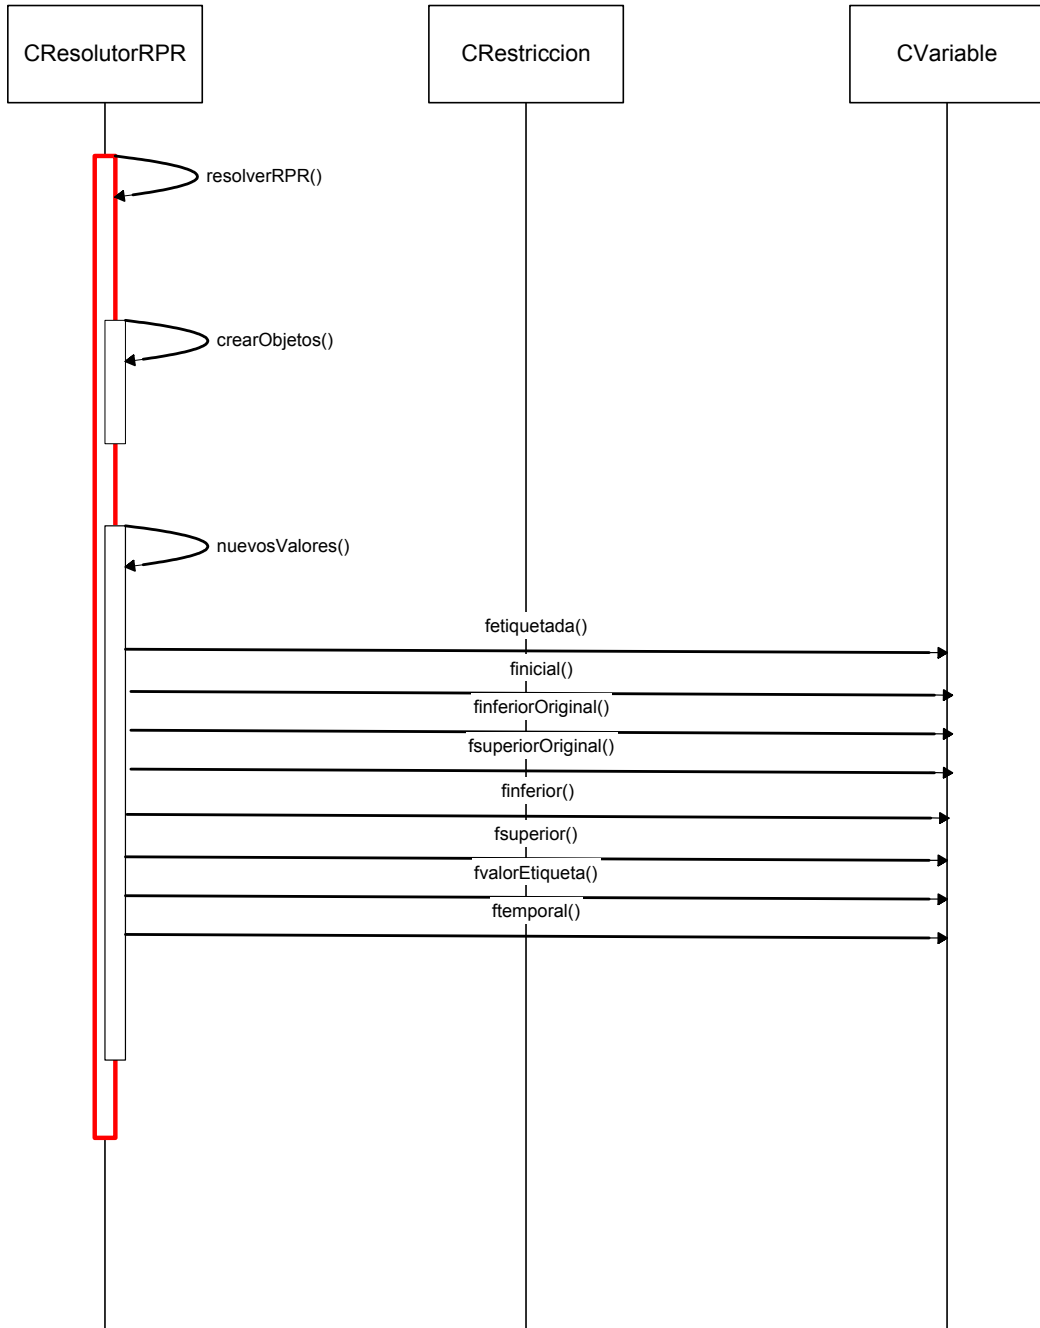 CResolutorRPR
CRestriccion
CVariable
resolverRPR()
crearObjetos()
nuevosValores()
fetiquetada()
finicial()
finferiorOriginal()
fsuperiorOriginal()
finferior()
fsuperior()
fvalorEtiqueta()
ftemporal()